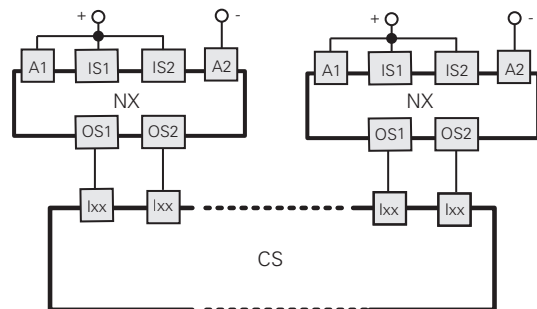 + - + -
A1 IS1 IS2 A2 A1 IS1 IS2 A2
NX NX
OS1 OS2 OS1 OS2
Ixx Ixx Ixx Ixx
CS